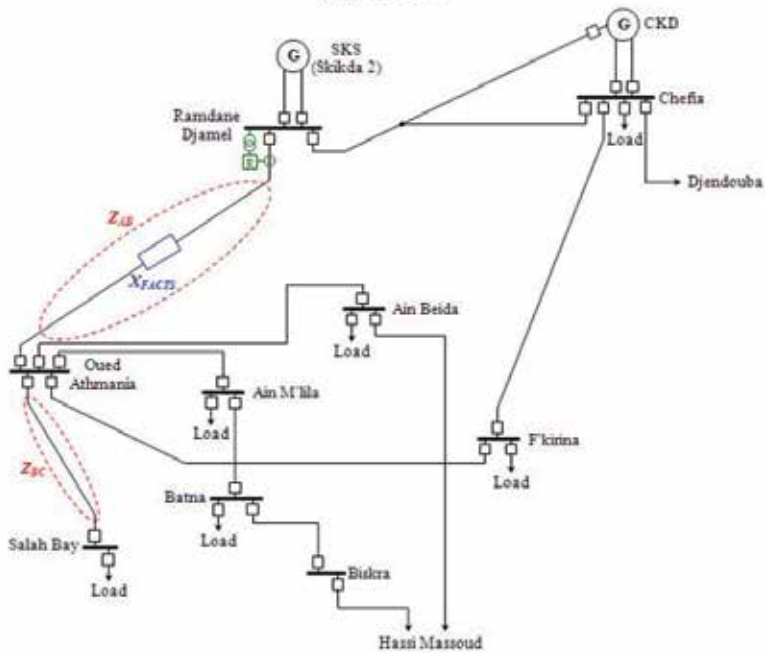 G
SKS
(Skikda 2)
G
CKD
Ramdane
Djamel
Chefia
Load
Djendouba
Z_AB
X_FACTS
Ain Beida
Load
Oued
Athmania
Ain M'lila
Load
F'kirina
Load
Z_BC
Batna
Load
Salah Bay
Load
Biskra
Hassi Massoud